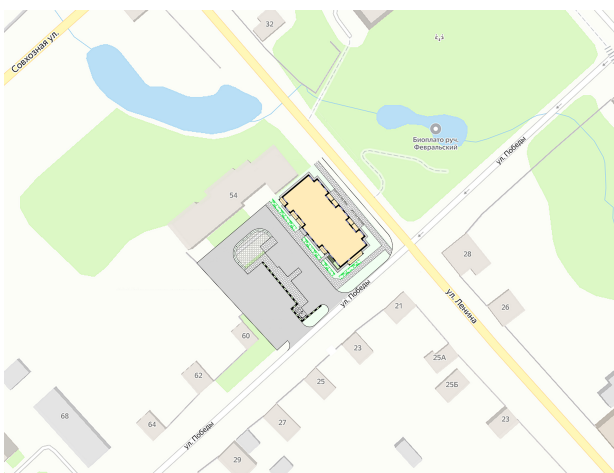 32
Совхозная ул.
Биоплато руч.
Февральский
ул. Победы
54
28
ул. Победы
ул. Ленина
26
21
60
23
25А
62
25
25Б
68
64
27
23
ул. Победы
29